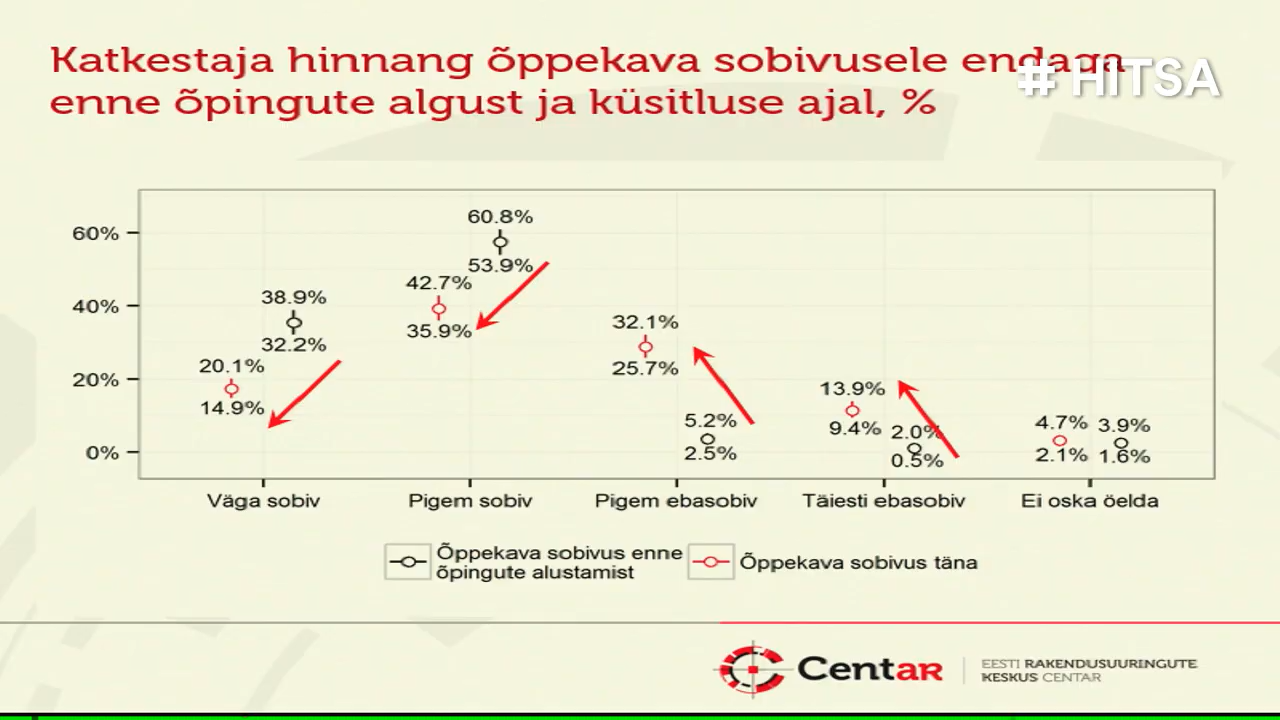 Katkestaja hinnang õppekava sobivusele endaga
enne õpingute algust ja küsitluse ajal, %
# HITSA
60%
40%
20%
0%
20.1%
14.9%
38.9%
32.2%
42.7%
35.9%
60.8%
53.9%
32.1%
25.7%
5.2%
2.5%
13.9%
9.4%
2.0%
0.5%
4.7%
2.1%
3.9%
1.6%
Väga sobiv
Pigem sobiv
Pigem ebasobiv
Täiesti ebasobiv
Ei oska öelda
Õppekava sobivus enne
õpingute alustamist
Õppekava sobivus täna
Centar
EESTI RAKENDUSUURINGUTE
KESKUS CENTAR